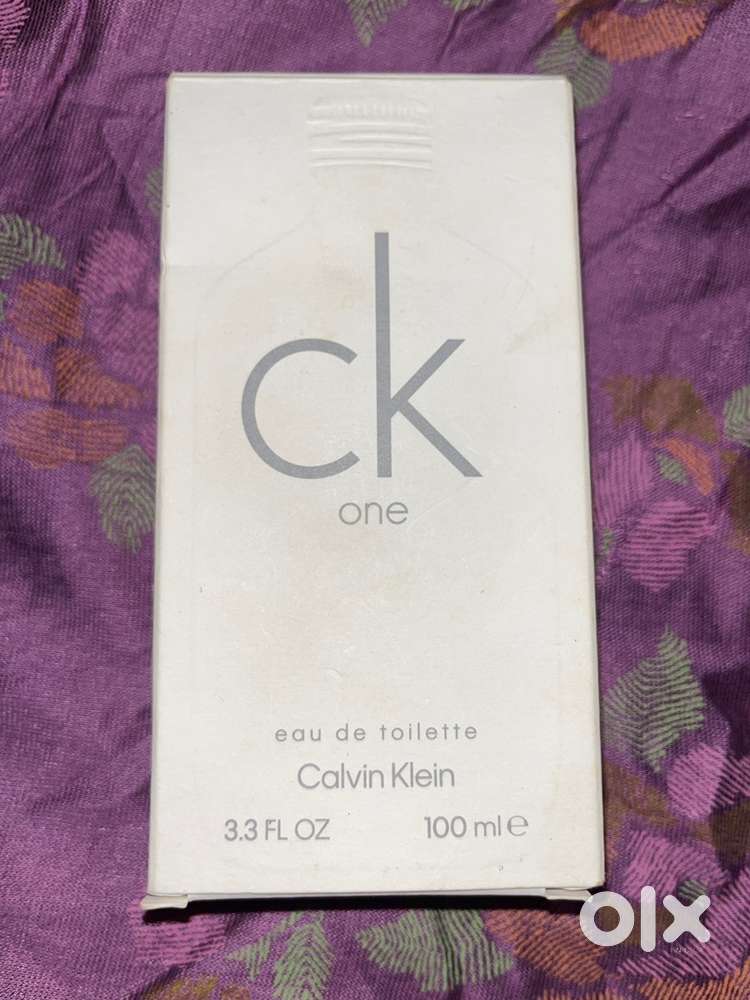 ck
one
eau de toilette
Calvin Klein
3.3 FL OZ 100 ml ℮
olx